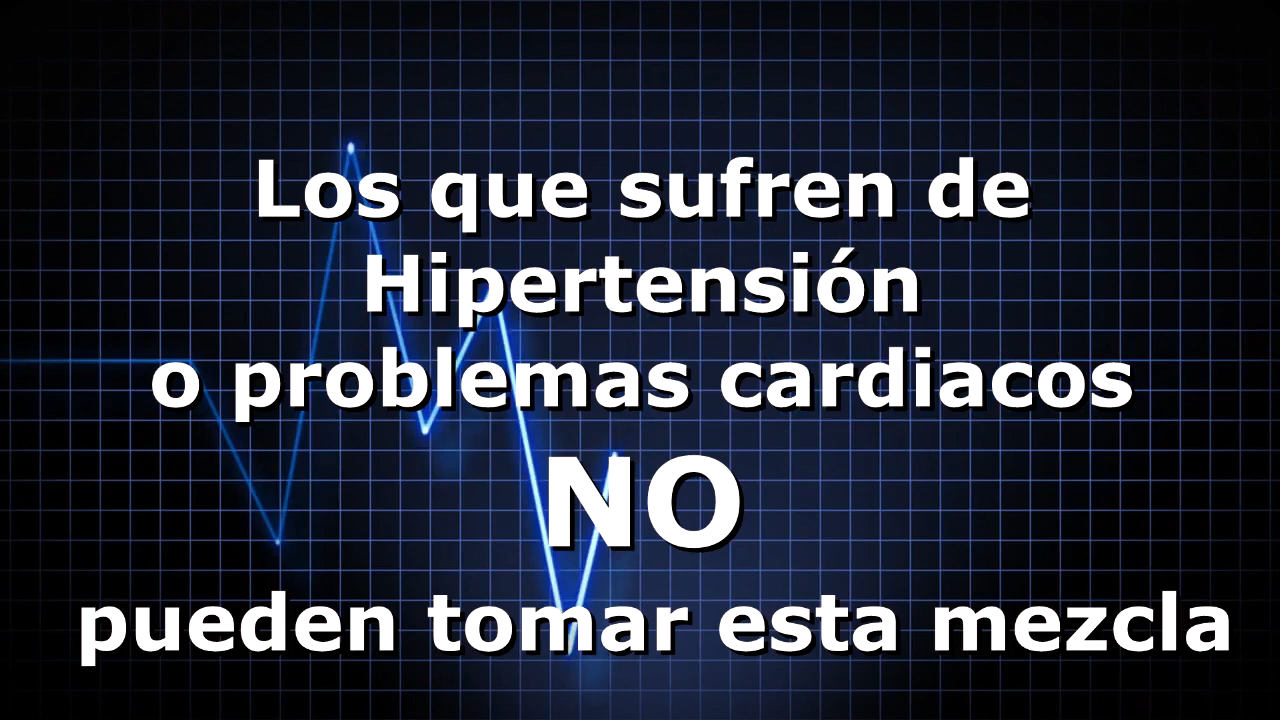 Los que sufren de
Hipertensión
o problemas cardiacos
NO
pueden tomar esta mezcla